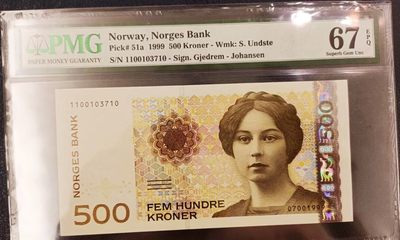 PMG
PAPER MONEY GUARANTY
Norway, Norges Bank
Pick# 51a 1999 500 Kroner - Wmk: S. Undste
S/N 1100103710 - Sign. Gjedrem - Johansen
67
EPQ
Superb Gem Unc
1100103710
NORGES BANK
500
FEM HUNDRE
KRONER
500